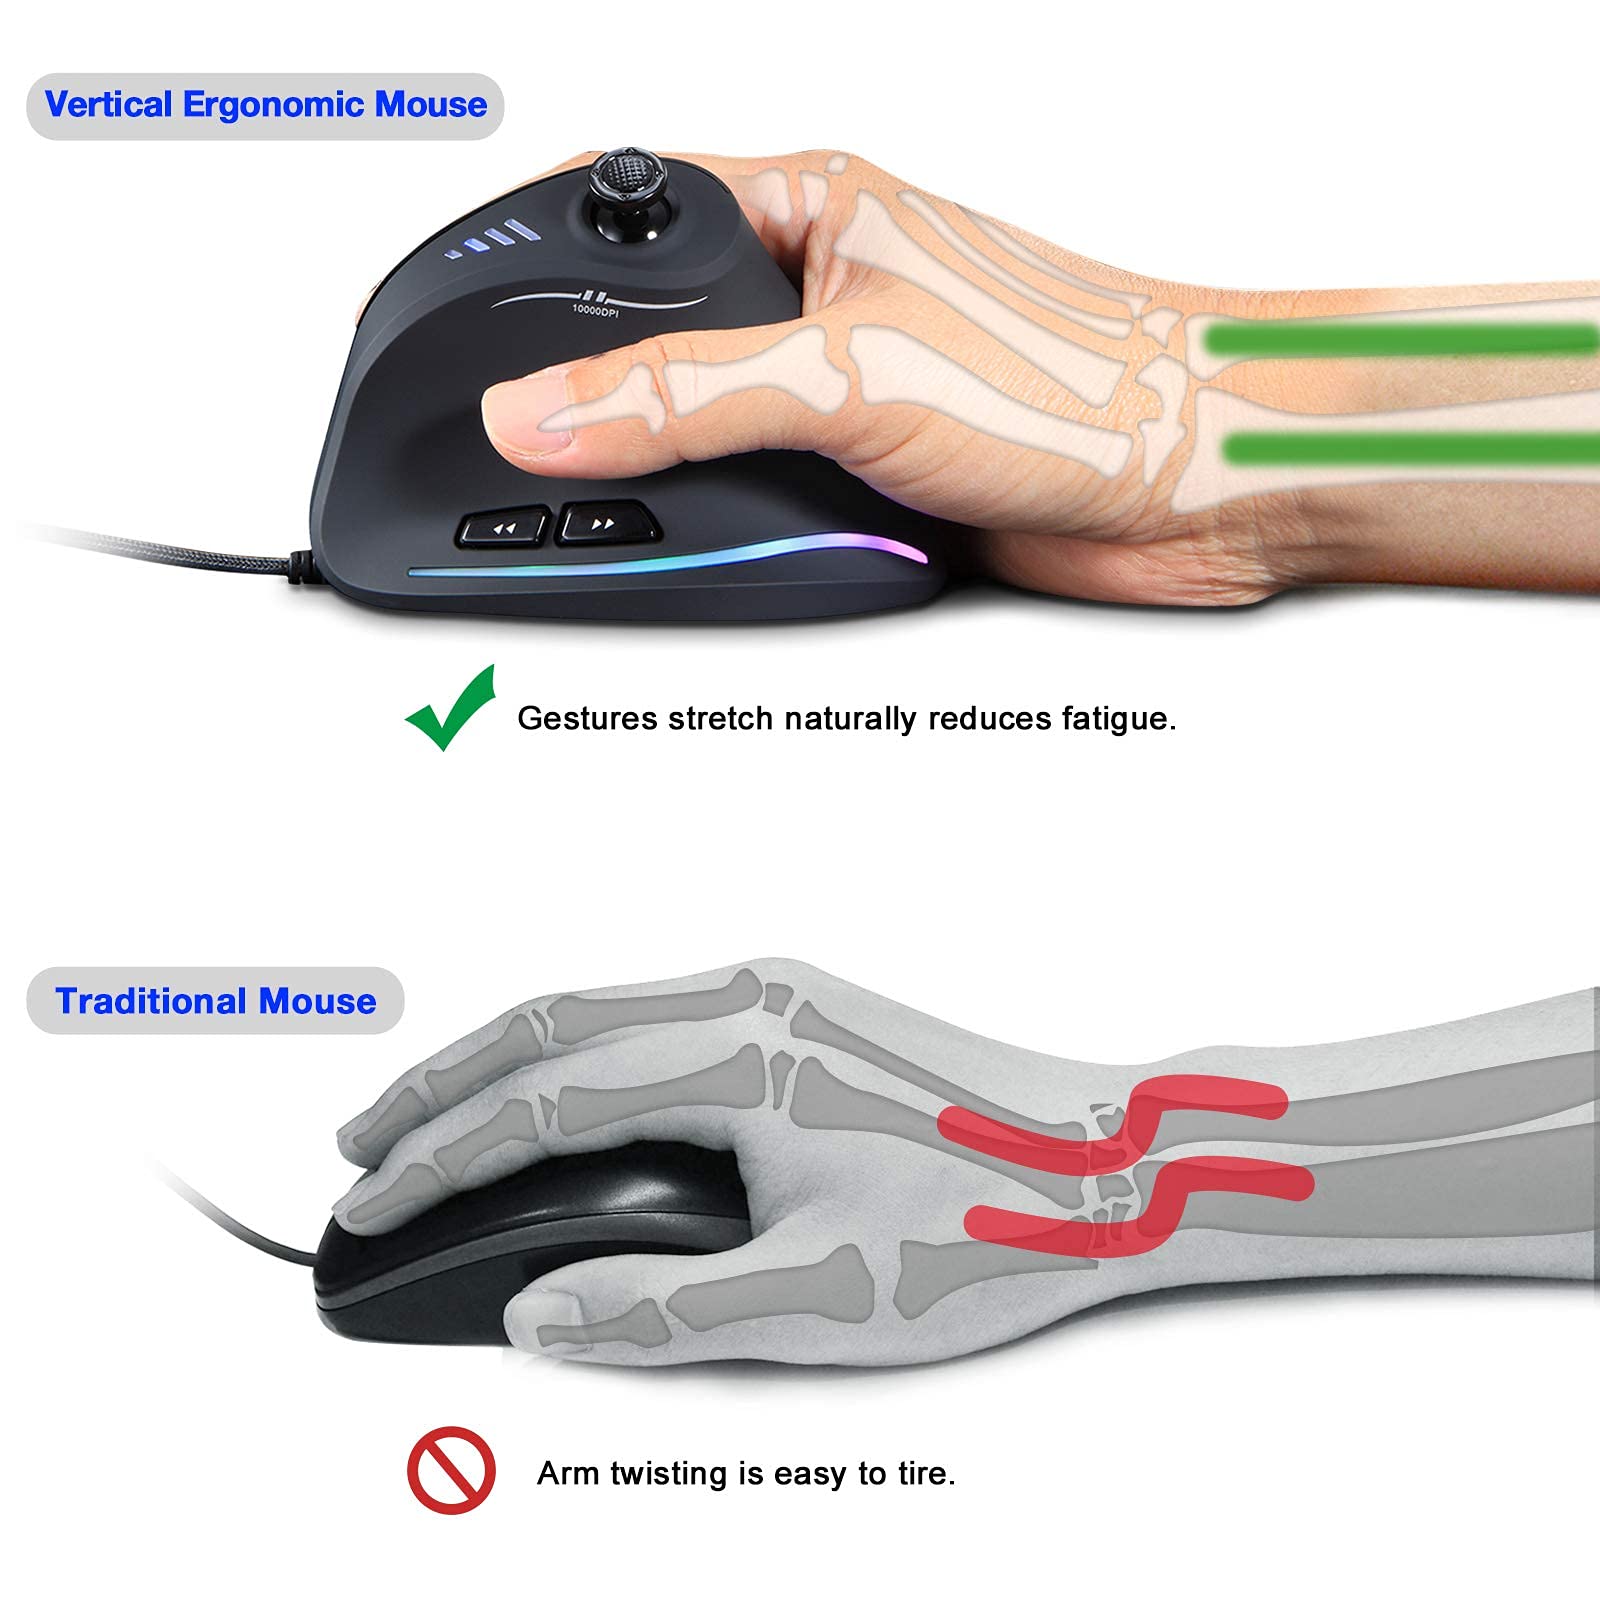 Vertical Ergonomic Mouse
10000DPI
Gestures stretch naturally reduces fatigue.
Traditional Mouse
Arm twisting is easy to tire.